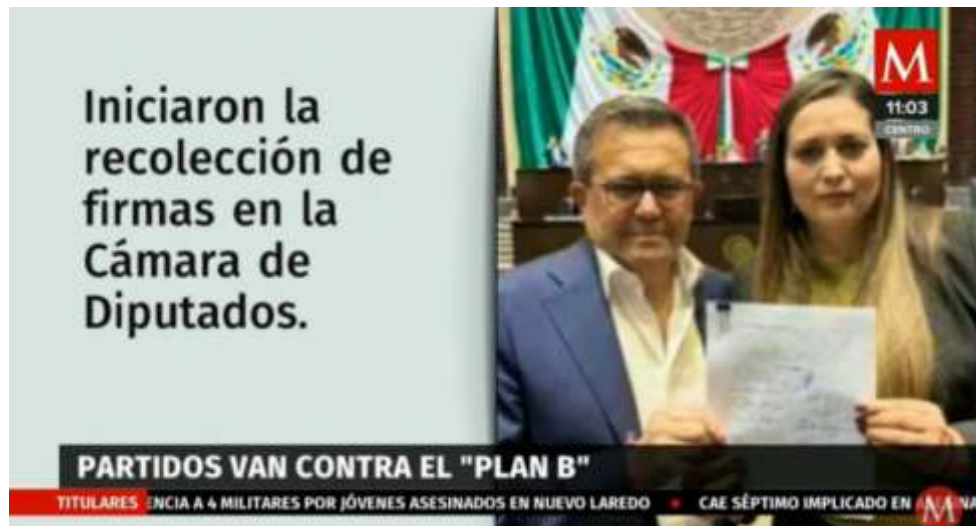 Iniciaron la
recolección de
firmas en la
Cámara de
Diputados.
M
11:03
CENTRO
PARTIDOS VAN CONTRA EL "PLAN B"
TITULARES ENCIA A 4 MILITARES POR JÓVENES ASESINADOS EN NUEVO LAREDO • CAE SÉPTIMO IMPLICADO EN
M